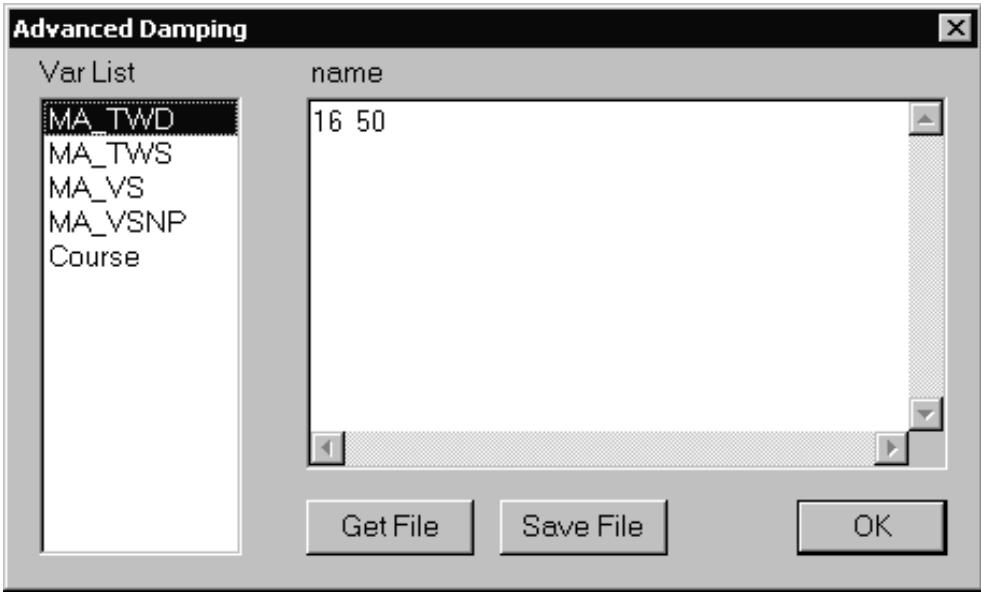 Advanced Damping
Var List
MA_TWD
MA_TWS
MA_VS
MA_VSNP
Course
name
16 50
Get File
Save File
OK